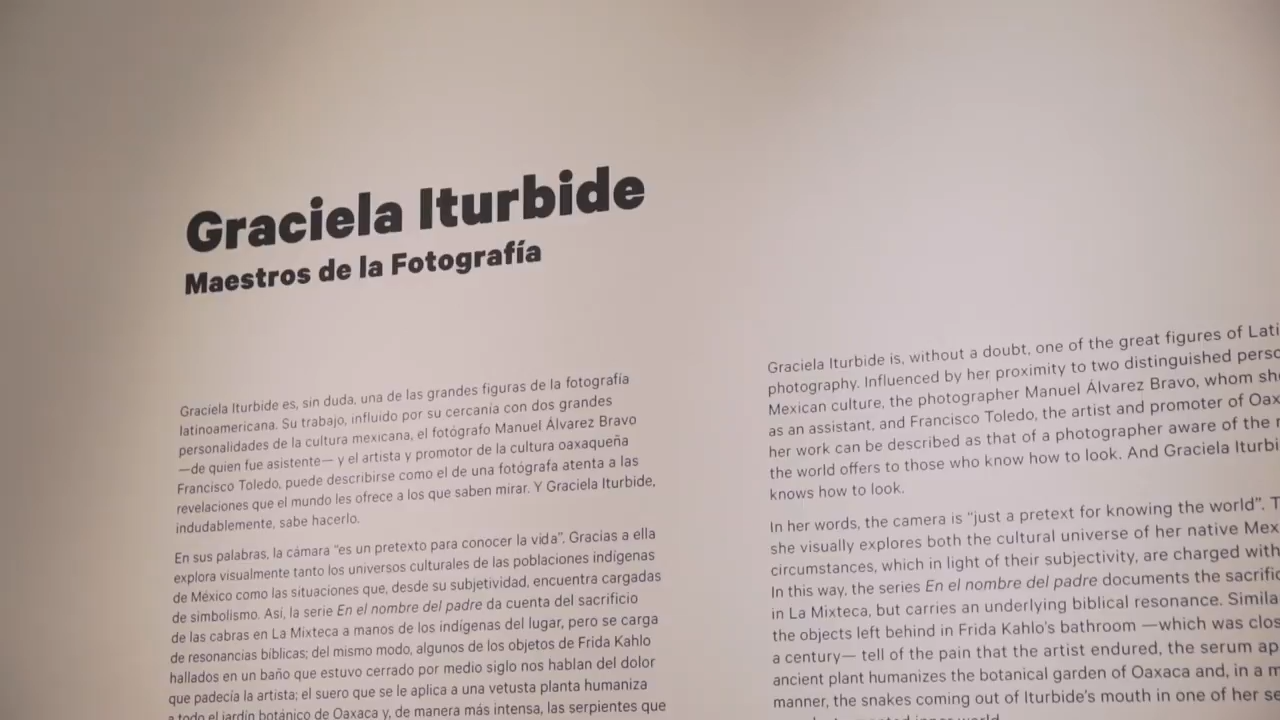 Graciela Iturbide
Maestros de la Fotografía
Graciela Iturbide es, sin duda, una de las grandes figuras de la fotografía
latinoamericana. Su trabajo, influido por su cercanía con dos grandes
personalidades de la cultura mexicana, el fotógrafo Manuel Álvarez Bravo
—de quien fue asistente— y el artista y promotor de la cultura oaxaqueña
Francisco Toledo, puede describirse como el de una fotógrafa atenta a las
revelaciones que el mundo les ofrece a los que saben mirar. Y Graciela Iturbide,
indudablemente, sabe hacerlo.
En sus palabras, la cámara “es un pretexto para conocer la vida”. Gracias a ella
explora visualmente tanto los universos culturales de las poblaciones indígenas
de México como las situaciones que, desde su subjetividad, encuentra cargadas
de simbolismo. Así, la serie En el nombre del padre da cuenta del sacrificio
de las cabras en La Mixteca a manos de los indígenas del lugar, pero se carga
de resonancias bíblicas; del mismo modo, algunos de los objetos de Frida Kahlo
hallados en un baño que estuvo cerrado por medio siglo nos hablan del dolor
que padecía la artista; el suero que se le aplica a una vetusta planta humaniza
a todo el jardín botánico de Oaxaca y, de manera más intensa, las serpientes que
Graciela Iturbide is, without a doubt, one of the great figures of Lati
photography. Influenced by her proximity to two distinguished perso
Mexican culture, the photographer Manuel Álvarez Bravo, whom she
as an assistant, and Francisco Toledo, the artist and promoter of Oax
her work can be described as that of a photographer aware of the r
the world offers to those who know how to look. And Graciela Iturbi
knows how to look.
In her words, the camera is “just a pretext for knowing the world”. T
she visually explores both the cultural universe of her native Mex
circumstances, which in light of their subjectivity, are charged with
In this way, the series En el nombre del padre documents the sacrific
in La Mixteca, but carries an underlying biblical resonance. Simila
the objects left behind in Frida Kahlo's bathroom —which was clos
a century— tell of the pain that the artist endured, the serum ap
ancient plant humanizes the botanical garden of Oaxaca and, in a m
manner, the snakes coming out of Iturbide's mouth in one of her se
world